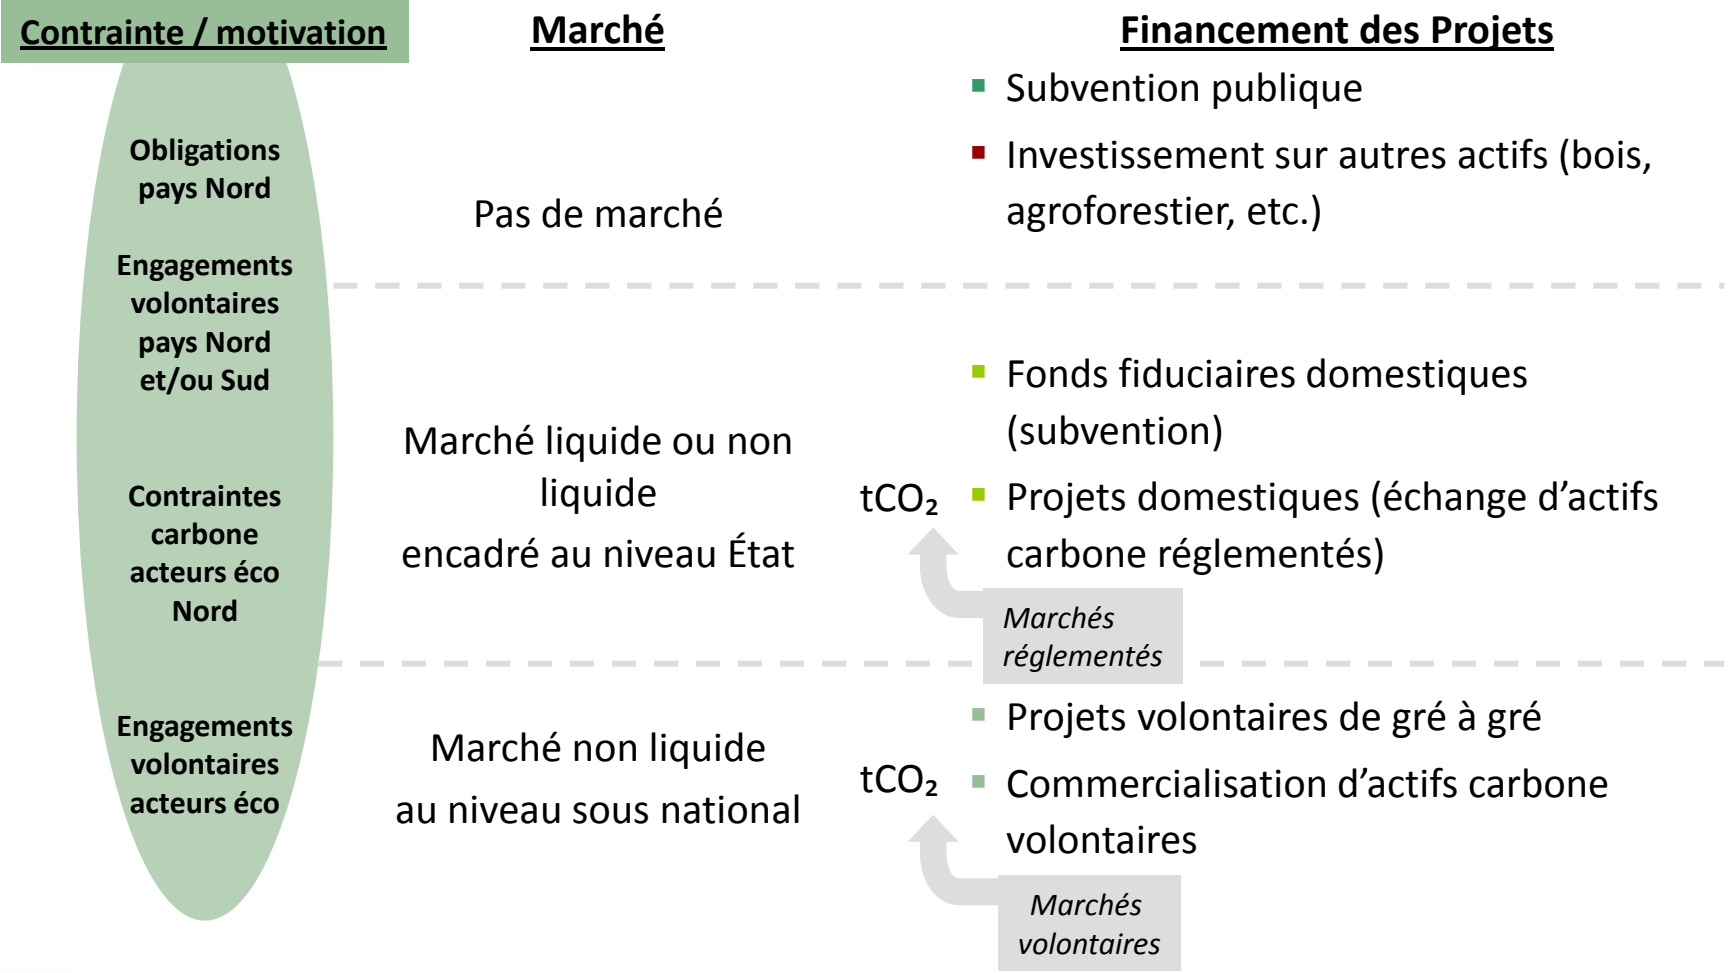 Contrainte / motivation
Marché
Financement des Projets
Obligations
pays Nord
Engagements
volontaires
pays Nord
et/ou Sud
Contraintes
carbone
acteurs éco
Nord
Engagements
volontaires
acteurs éco
Pas de marché
▪ Subvention publique
▪ Investissement sur autres actifs (bois,
agroforestier, etc.)
Marché liquide ou non
liquide
encadré au niveau État
tCO₂
▪ Fonds fiduciaires domestiques
(subvention)
▪ Projets domestiques (échange d’actifs
carbone réglementés)
Marchés
réglementés
Marché non liquide
au niveau sous national
tCO₂
▪ Projets volontaires de gré à gré
▪ Commercialisation d’actifs carbone
volontaires
Marchés
volontaires